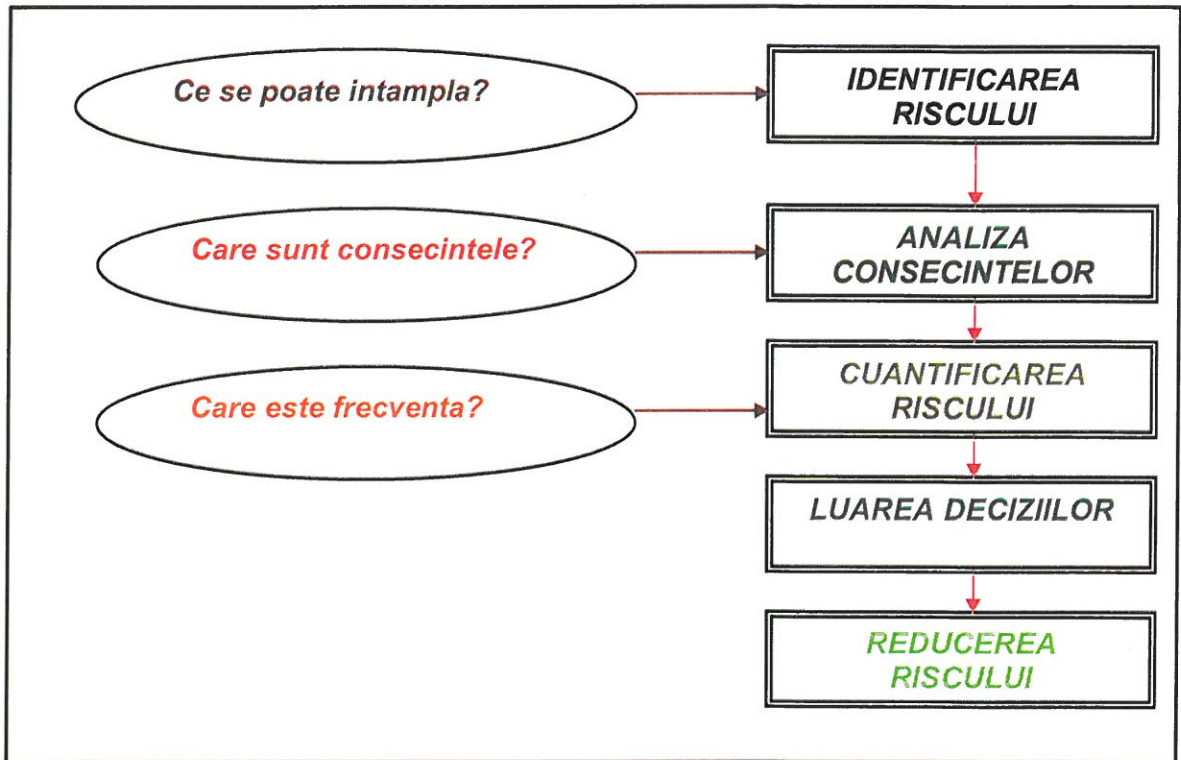 Ce se poate intampla?
IDENTIFICAREA
RISCULUI
Care sunt consecintele?
ANALIZA
CONSECINTELOR
Care este frecventa?
CUANTIFICAREA
RISCULUI
LUAREA DECIZIILOR
REDUCEREA
RISCULUI